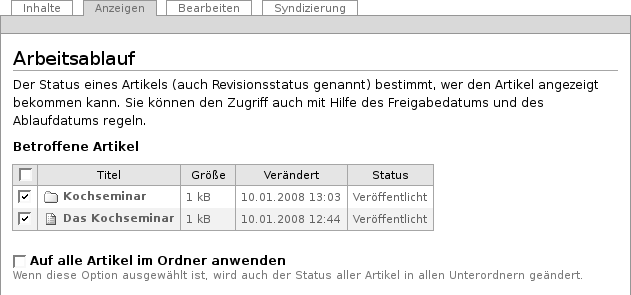 Inhalte Anzeigen Bearbeiten Syndizierung
Arbeitsablauf
Der Status eines Artikels (auch Revisionsstatus genannt) bestimmt, wer den Artikel angezeigt
bekommen kann. Sie können den Zugriff auch mit Hilfe des Freigabedatums und des
Ablaufdatums regeln.
Betroffene Artikel
Titel Größe Verändert Status
Kochseminar 1 kB 10.01.2008 13:03 Veröffentlicht
Das Kochseminar 1 kB 10.01.2008 12:44 Veröffentlicht
Auf alle Artikel im Ordner anwenden
Wenn diese Option ausgewählt ist, wird auch der Status aller Artikel in allen Unterordnern geändert.